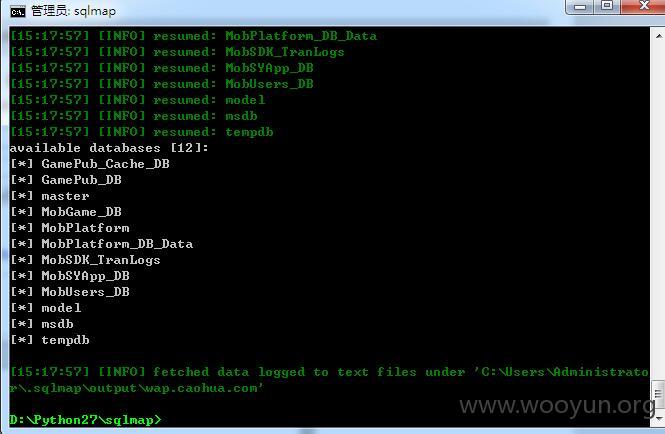 管理员: sqlmap
[15:17:57] [INFO] resumed: MobPlatform_DB_Data
[15:17:57] [INFO] resumed: MobSDK_TranLogs
[15:17:57] [INFO] resumed: MobSYApp_DB
[15:17:57] [INFO] resumed: MobUsers_DB
[15:17:57] [INFO] resumed: model
[15:17:57] [INFO] resumed: msdb
[15:17:57] [INFO] resumed: tempdb
available databases [12]:
[*] GamePub_Cache_DB
[*] GamePub_DB
[*] master
[*] MobGame_DB
[*] MobPlatform
[*] MobPlatform_DB_Data
[*] MobSDK_TranLogs
[*] MobSYApp_DB
[*] MobUsers_DB
[*] model
[*] msdb
[*] tempdb
[15:17:57] [INFO] fetched data logged to text files under 'C:\Users\Administrato
r\.sqlmap\output\wap.caohua.com'
D:\Python27\sqlmap>
www.wooyun.org